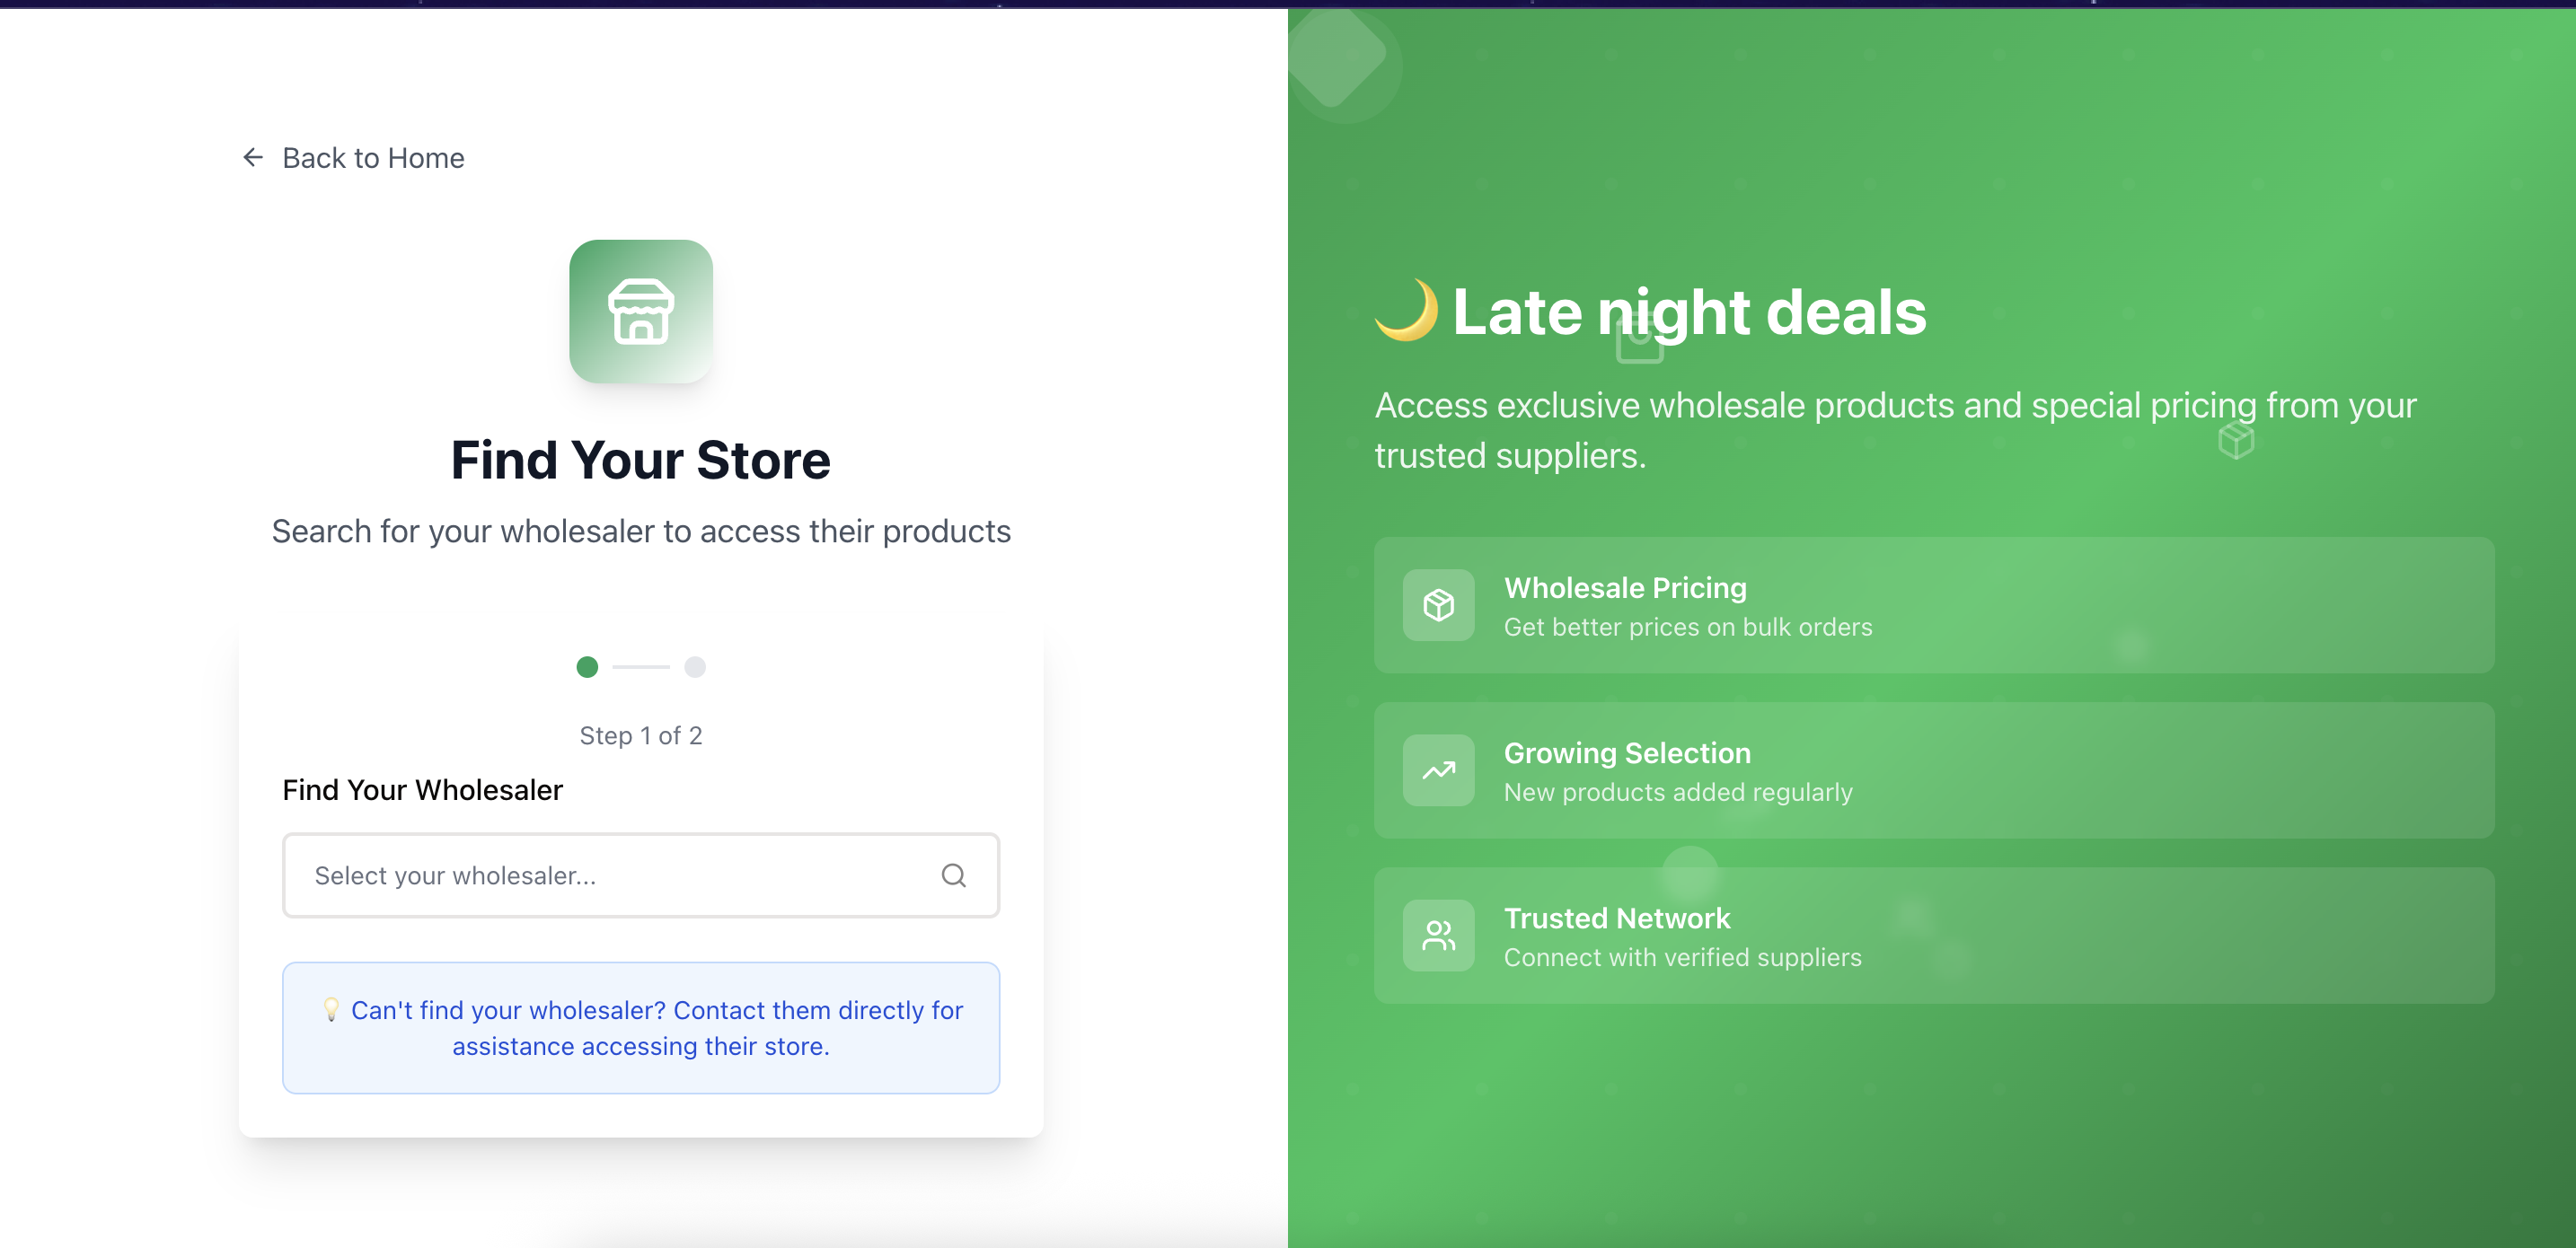 Back to Home
Find Your Store
Search for your wholesaler to access their products
Step 1 of 2
Find Your Wholesaler
Select your wholesaler...
💡 Can't find your wholesaler? Contact them directly for
assistance accessing their store.
🌙 Late night deals
Access exclusive wholesale products and special pricing from your
trusted suppliers.
Wholesale Pricing
Get better prices on bulk orders
Growing Selection
New products added regularly
Trusted Network
Connect with verified suppliers